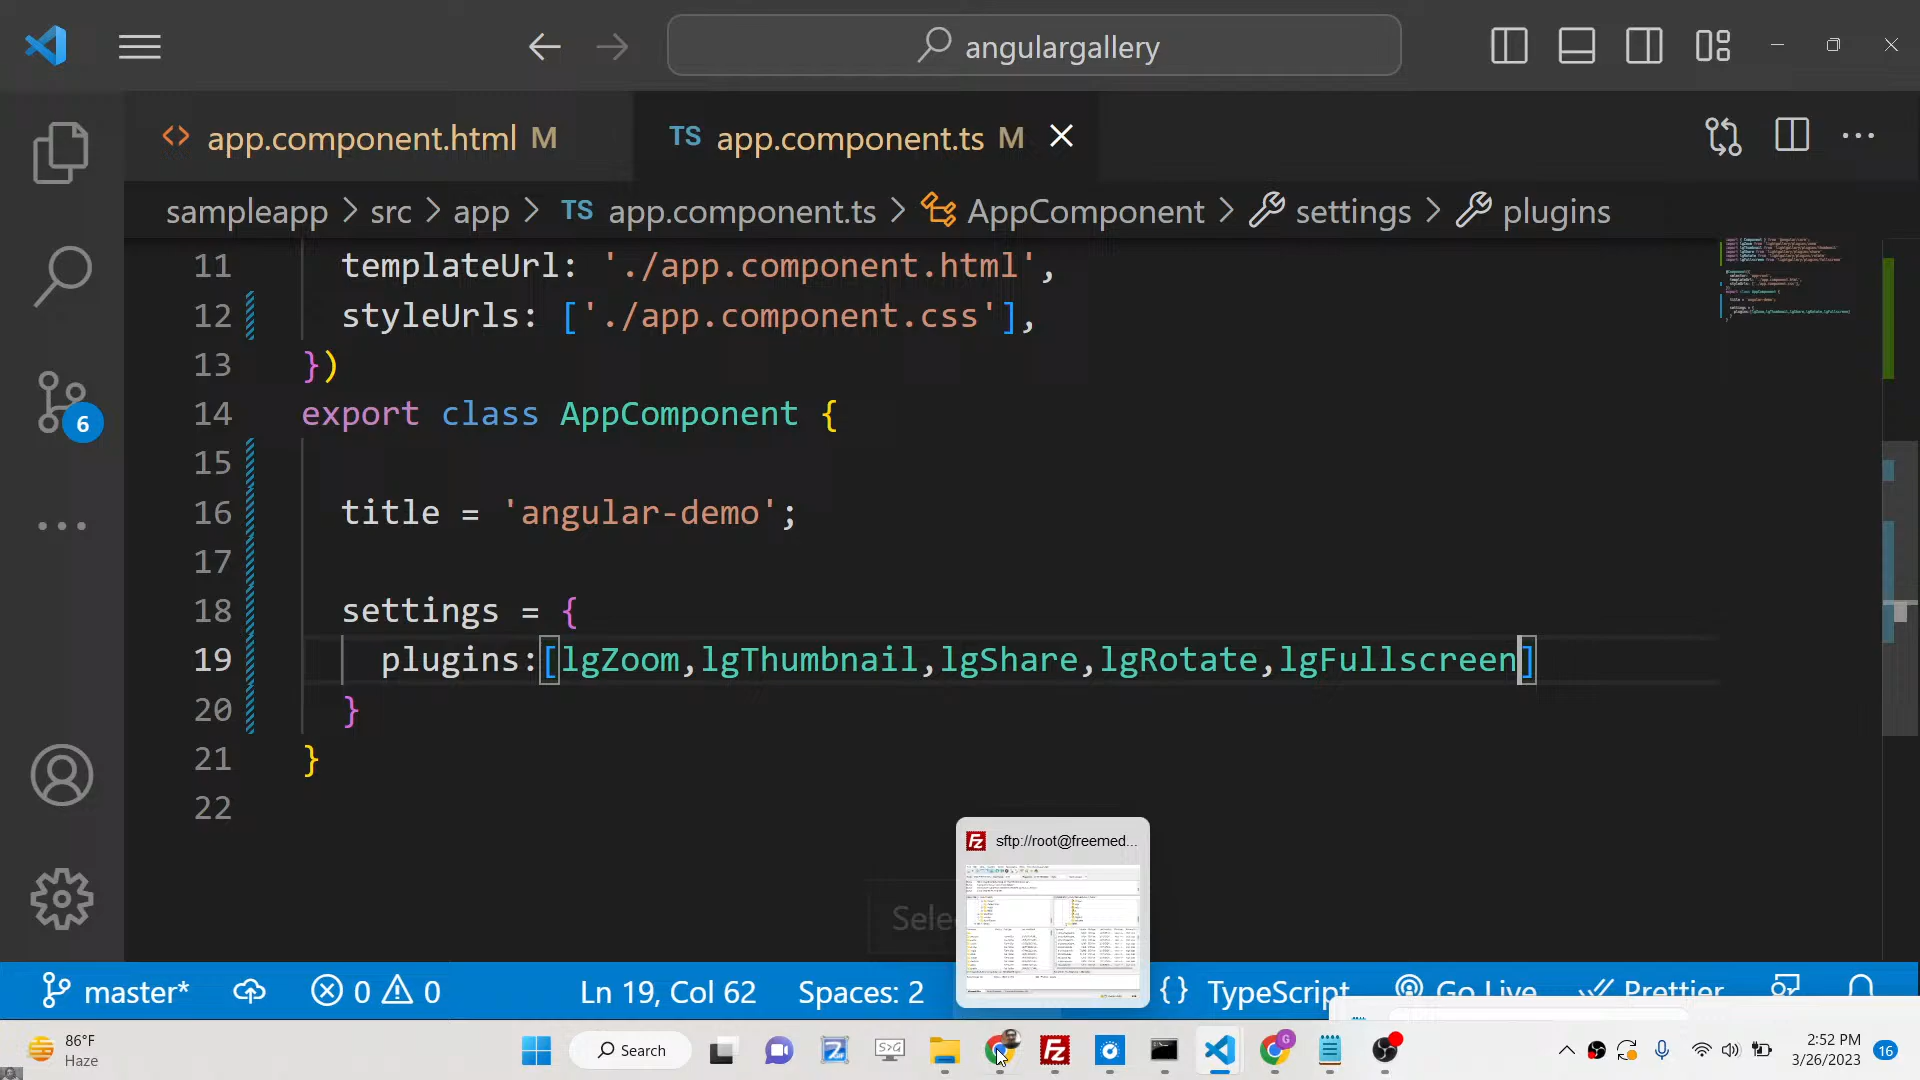 angulargallery
app.component.html M
TS app.component.ts M
sampleapp > src > app > TS app.component.ts > AppComponent > settings > plugins
11 templateUrl: './app.component.html',
12 styleUrls: ['./app.component.css'],
13 })
14 export class AppComponent {
15
16 title = 'angular-demo';
17
18 settings = {
19 plugins:[lgZoom,lgThumbnail,lgShare,lgRotate,lgFullscreen]
20 }
21 }
22
6
Fz sftp://root@freemed...
master* 0 0 Ln 19, Col 62 Spaces: 2 {} TypeScript Go Live Prettier
86°F
Haze
Search
G
2:52 PM
3/26/2023
16